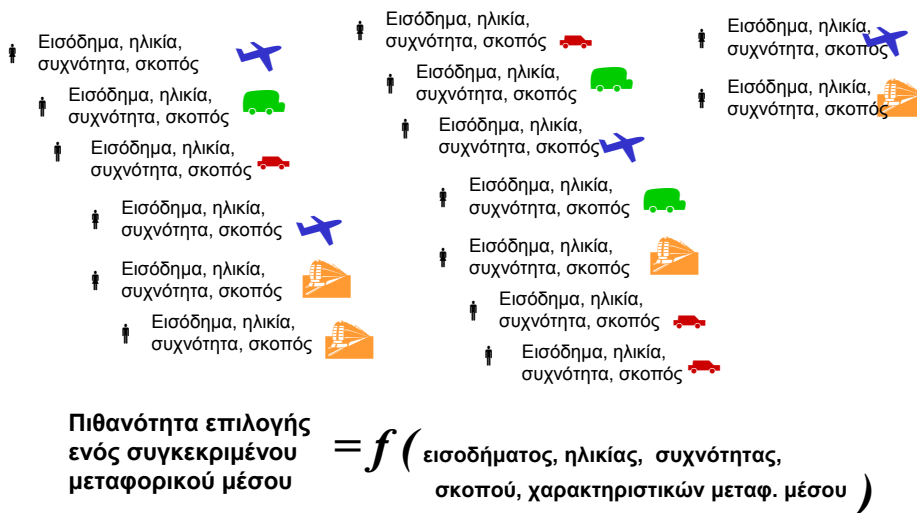 Εισόδημα, ηλικία,
συχνότητα, σκοπός
Εισόδημα, ηλικία,
συχνότητα, σκοπός
Εισόδημα, ηλικία,
συχνότητα, σκοπός
Εισόδημα, ηλικία,
συχνότητα, σκοπός
Εισόδημα, ηλικία,
συχνότητα, σκοπός
Εισόδημα, ηλικία,
συχνότητα, σκοπός
Εισόδημα, ηλικία,
συχνότητα, σκοπός
Εισόδημα, ηλικία,
συχνότητα, σκοπός
Εισόδημα, ηλικία,
συχνότητα, σκοπός
Εισόδημα, ηλικία,
συχνότητα, σκοπός
Εισόδημα, ηλικία,
συχνότητα, σκοπός
Εισόδημα, ηλικία,
συχνότητα, σκοπός
Εισόδημα, ηλικία,
συχνότητα, σκοπός
Εισόδημα, ηλικία,
συχνότητα, σκοπός
Εισόδημα, ηλικία,
συχνότητα, σκοπός
Πιθανότητα επιλογής
ενός συγκεκριμένου
μεταφορικού μέσου
= f ( εισοδήματος, ηλικίας, συχνότητας,
σκοπού, χαρακτηριστικών μεταφ. μέσου )